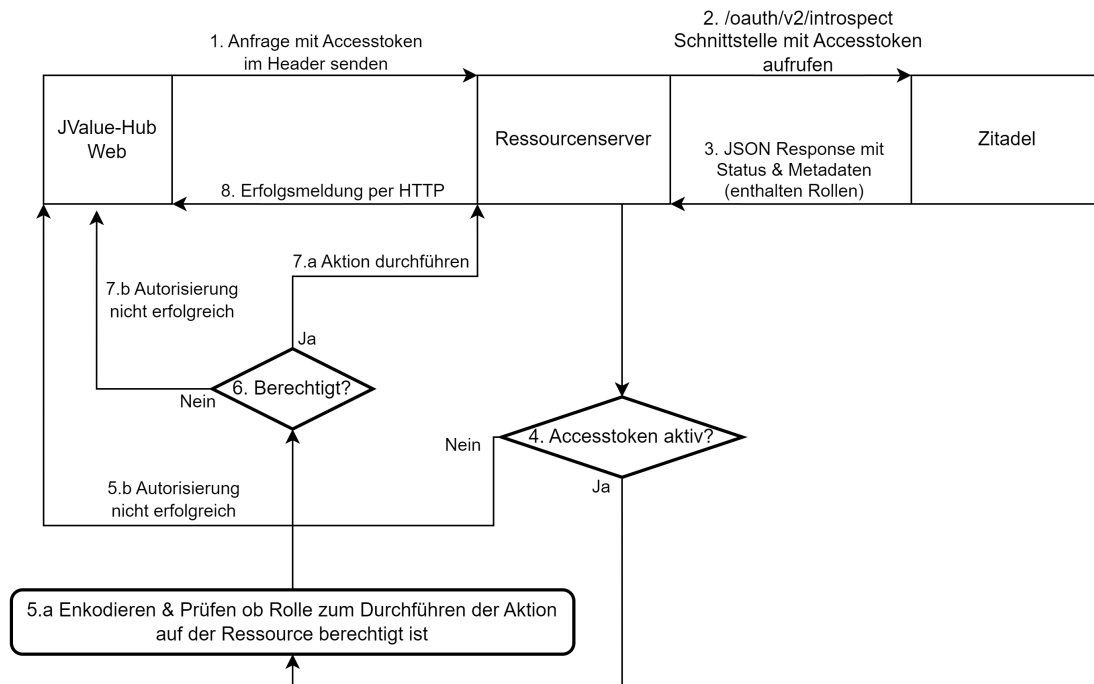 2. /oauth/v2/introspect
Schnittstelle mit Accesstoken
aufrufen
1. Anfrage mit Accesstoken
im Header senden
JValue-Hub
Web
Ressourcenserver
Zitadel
3. JSON Response mit
Status & Metadaten
(enthalten Rollen)
8. Erfolgsmeldung per HTTP
7.a Aktion durchführen
7.b Autorisierung
nicht erfolgreich
Ja
6. Berechtigt?
Nein
4. Accesstoken aktiv?
Nein
Ja
5.b Autorisierung
nicht erfolgreich
5.a Enkodieren & Prüfen ob Rolle zum Durchführen der Aktion
auf der Ressource berechtigt ist